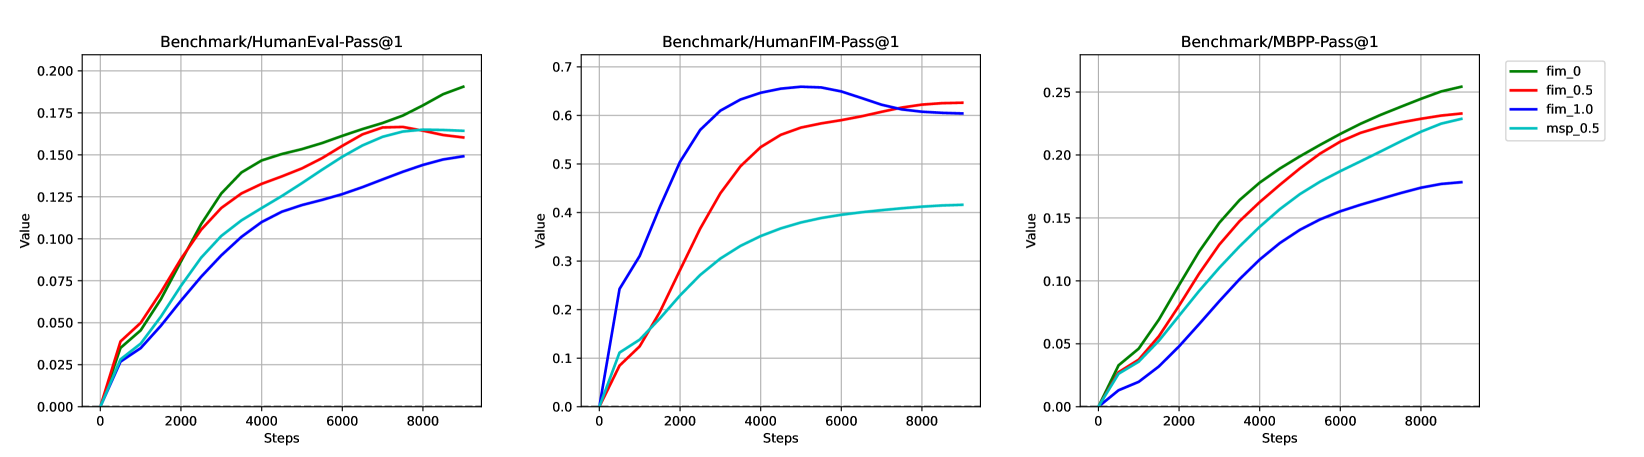 Benchmark/HumanEval-Pass@1
0.200
0.175
0.150
0.125
0.100
0.075
0.050
0.025
0.000
Value
0 2000 4000 6000 8000
Steps
Benchmark/HumanFIM-Pass@1
0.7
0.6
0.5
0.4
0.3
0.2
0.1
0.0
Value
0 2000 4000 6000 8000
Steps
Benchmark/MBPP-Pass@1
0.25
0.20
0.15
0.10
0.05
0.00
Value
0 2000 4000 6000 8000
Steps
fim_0
fim_0.5
fim_1.0
msp_0.5